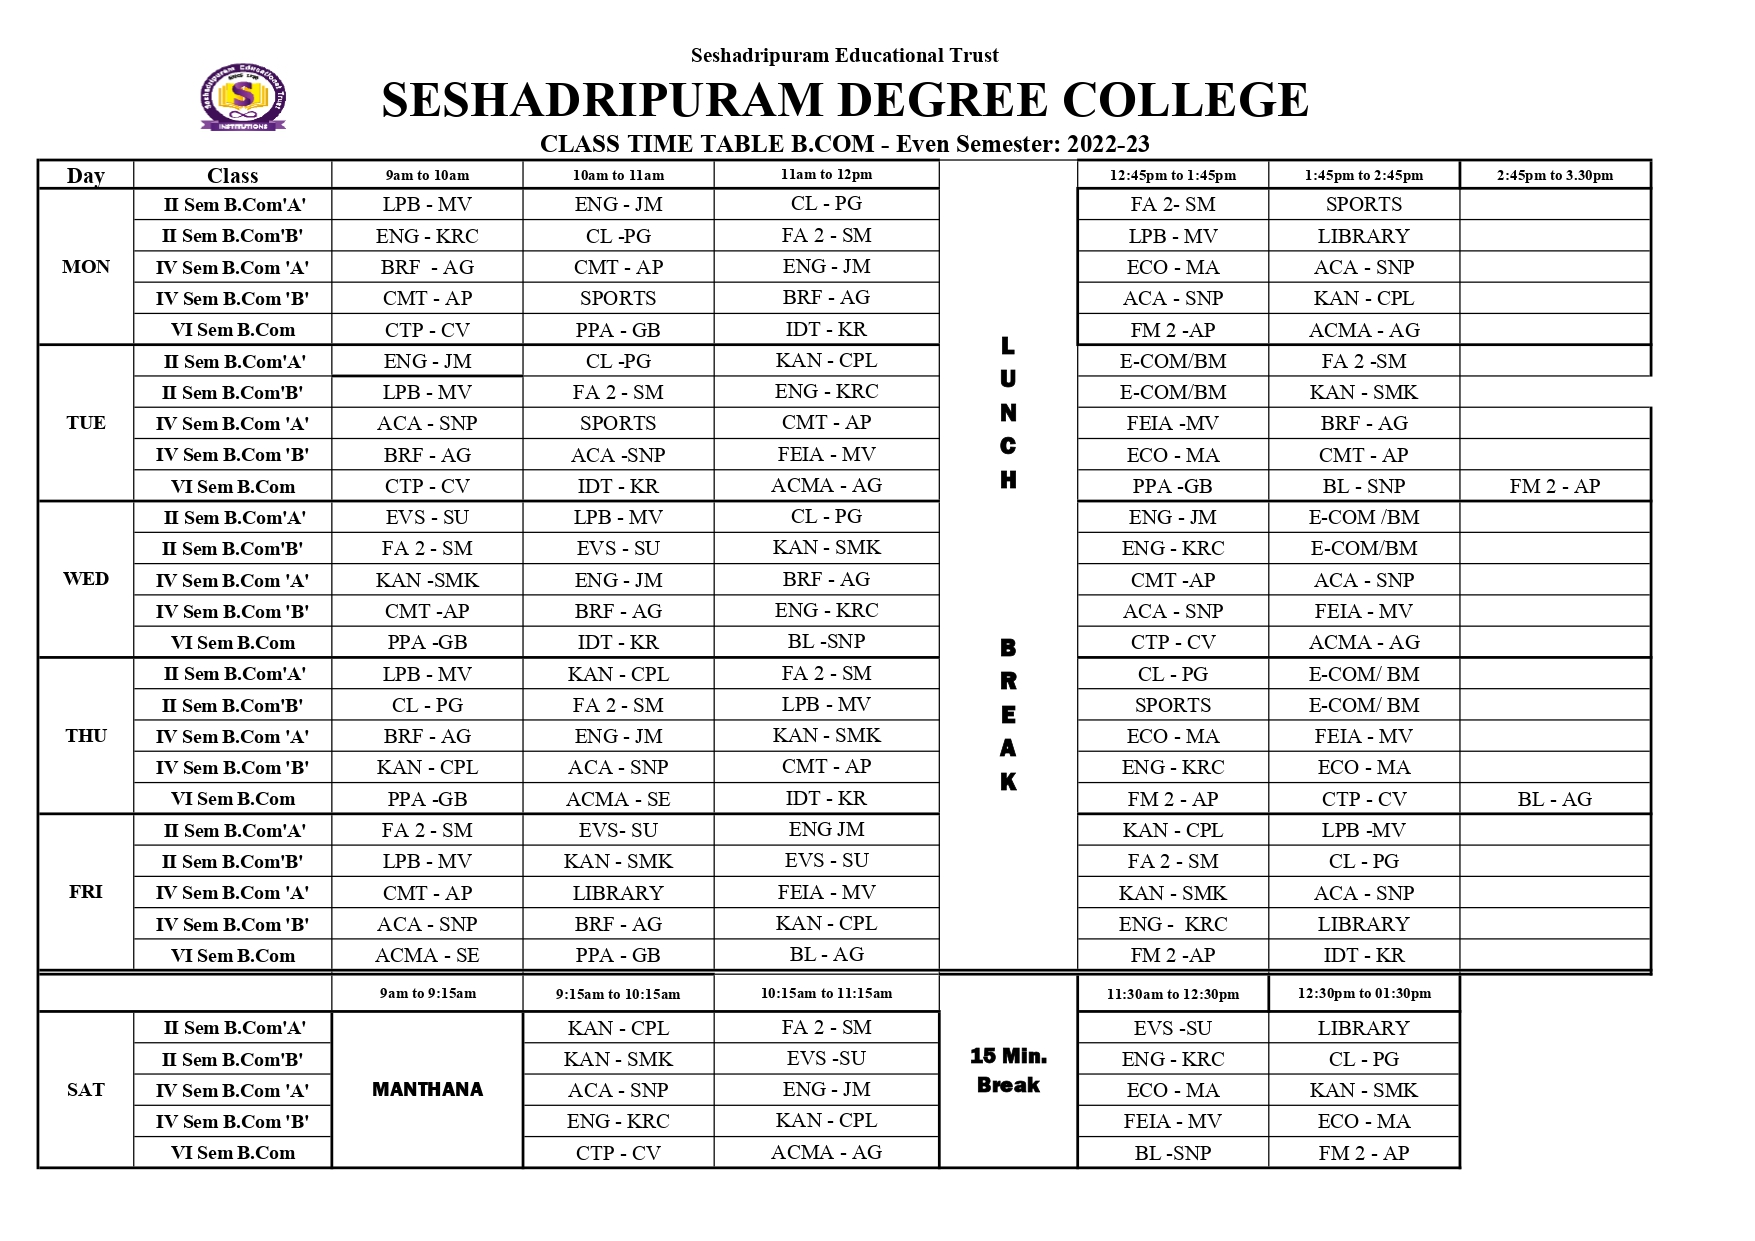 Seshadripuram Educational Trust
SESHADRIPURAM DEGREE COLLEGE
CLASS TIME TABLE B.COM - Even Semester: 2022-23
Seshadripuram Educational Trust
SINCE 1930
S
INSTITUTIONS
Day Class 9am to 10am 10am to 11am 11am to 12pm 12:45pm to 1:45pm 1:45pm to 2:45pm 2:45pm to 3.30pm
MON
II Sem B.Com'A' LPB - MV ENG - JM CL - PG FA 2- SM SPORTS
II Sem B.Com'B' ENG - KRC CL -PG FA 2 - SM LPB - MV LIBRARY
IV Sem B.Com 'A' BRF - AG CMT - AP ENG - JM ECO - MA ACA - SNP
IV Sem B.Com 'B' CMT - AP SPORTS BRF - AG ACA - SNP KAN - CPL
VI Sem B.Com CTP - CV PPA - GB IDT - KR FM 2 -AP ACMA - AG
LUNCH BREAK
TUE
II Sem B.Com'A' ENG - JM CL -PG KAN - CPL E-COM/BM FA 2 -SM
II Sem B.Com'B' LPB - MV FA 2 - SM ENG - KRC E-COM/BM KAN - SMK
IV Sem B.Com 'A' ACA - SNP SPORTS CMT - AP FEIA -MV BRF - AG
IV Sem B.Com 'B' BRF - AG ACA -SNP FEIA - MV ECO - MA CMT - AP
VI Sem B.Com CTP - CV IDT - KR ACMA - AG PPA -GB BL - SNP FM 2 - AP
WED
II Sem B.Com'A' EVS - SU LPB - MV CL - PG ENG - JM E-COM /BM
II Sem B.Com'B' FA 2 - SM EVS - SU KAN - SMK ENG - KRC E-COM/BM
IV Sem B.Com 'A' KAN -SMK ENG - JM BRF - AG CMT -AP ACA - SNP
IV Sem B.Com 'B' CMT -AP BRF - AG ENG - KRC ACA - SNP FEIA - MV
VI Sem B.Com PPA -GB IDT - KR BL -SNP CTP - CV ACMA - AG
THU
II Sem B.Com'A' LPB - MV KAN - CPL FA 2 - SM CL - PG E-COM/ BM
II Sem B.Com'B' CL - PG FA 2 - SM LPB - MV SPORTS E-COM/ BM
IV Sem B.Com 'A' BRF - AG ENG - JM KAN - SMK ECO - MA FEIA - MV
IV Sem B.Com 'B' KAN - CPL ACA - SNP CMT - AP ENG - KRC ECO - MA
VI Sem B.Com PPA -GB ACMA - SE IDT - KR FM 2 - AP CTP - CV BL - AG
FRI
II Sem B.Com'A' FA 2 - SM EVS- SU ENG JM KAN - CPL LPB -MV
II Sem B.Com'B' LPB - MV KAN - SMK EVS - SU FA 2 - SM CL - PG
IV Sem B.Com 'A' CMT - AP LIBRARY FEIA - MV KAN - SMK ACA - SNP
IV Sem B.Com 'B' ACA - SNP BRF - AG KAN - CPL ENG - KRC LIBRARY
VI Sem B.Com ACMA - SE PPA - GB BL - AG FM 2 -AP IDT - KR
9am to 9:15am 9:15am to 10:15am 10:15am to 11:15am 11:30am to 12:30pm 12:30pm to 01:30pm
SAT
MANTHANA
15 Min.
Break
II Sem B.Com'A' KAN - CPL FA 2 - SM EVS -SU LIBRARY
II Sem B.Com'B' KAN - SMK EVS -SU ENG - KRC CL - PG
IV Sem B.Com 'A' ACA - SNP ENG - JM ECO - MA KAN - SMK
IV Sem B.Com 'B' ENG - KRC KAN - CPL FEIA - MV ECO - MA
VI Sem B.Com CTP - CV ACMA - AG BL -SNP FM 2 - AP